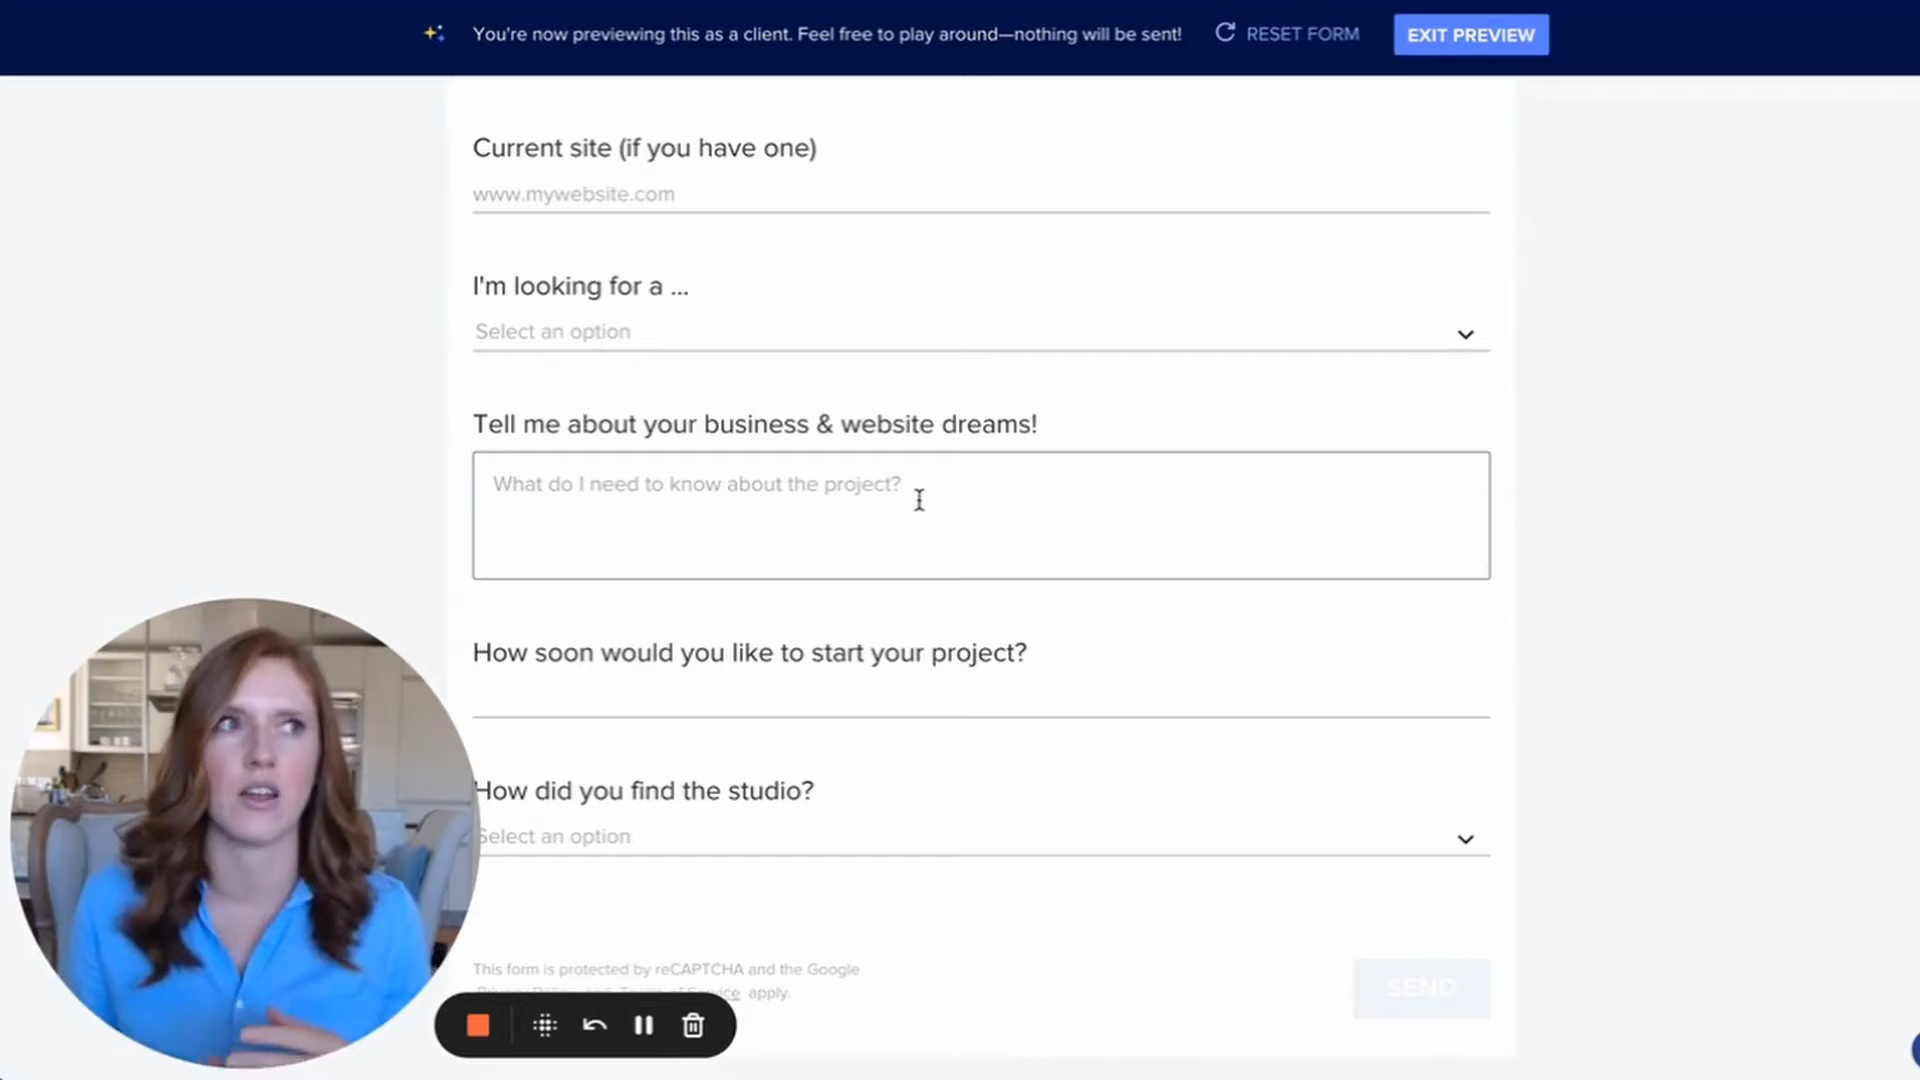 You're now previewing this as a client. Feel free to play around—nothing will be sent! RESET FORM EXIT PREVIEW
Current site (if you have one)
www.mywebsite.com
I'm looking for a ...
Select an option
Tell me about your business & website dreams!
What do I need to know about the project?
How soon would you like to start your project?
How did you find the studio?
Select an option
This form is protected by reCAPTCHA and the Google
Privacy Policy and Terms of Service apply.
SEND